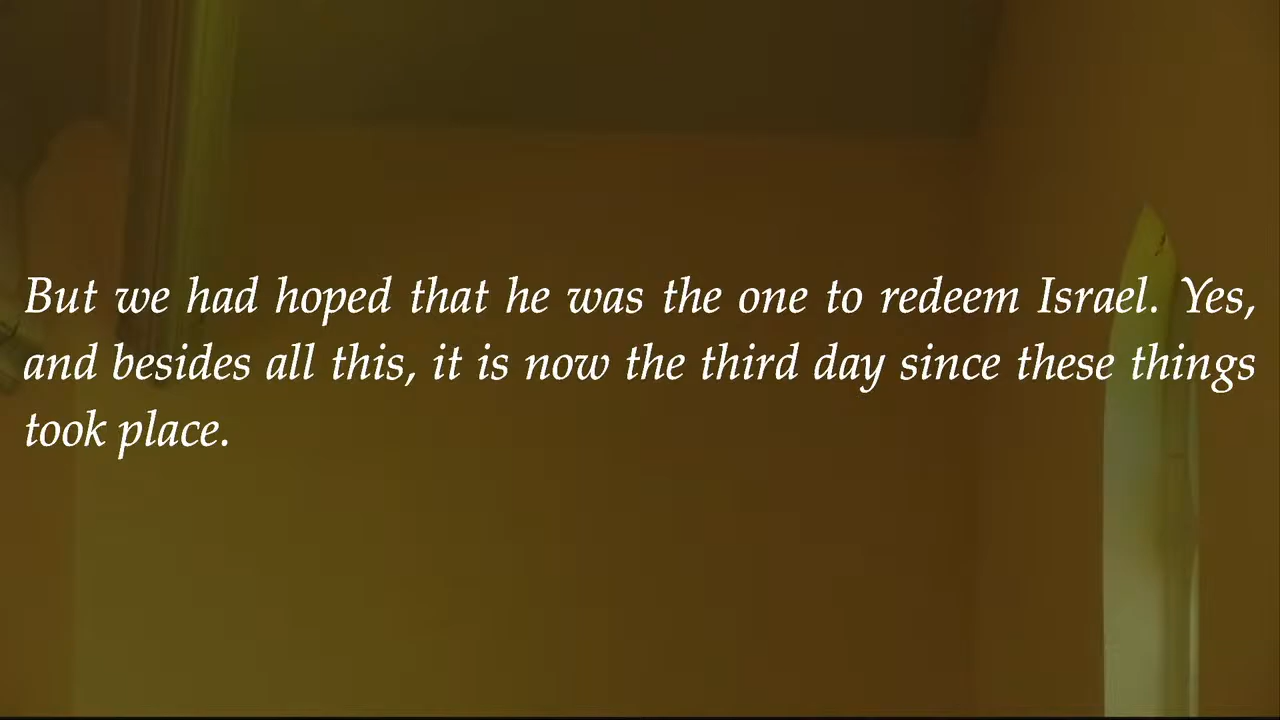 But we had hoped that he was the one to redeem Israel. Yes,
and besides all this, it is now the third day since these things
took place.